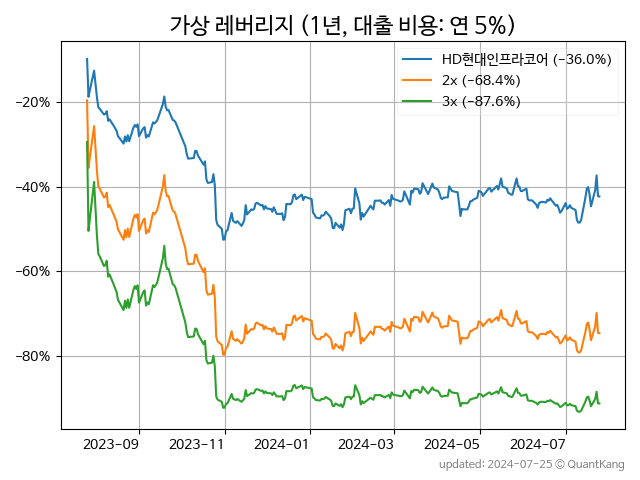 가상 레버리지 (1년, 대출 비용: 연 5%)
HD현대인프라코어 (−36.0%)
2x (−68.4%)
3x (−87.6%)
−20%
−40%
−60%
−80%
2023−09 2023−11 2024−01 2024−03 2024−05 2024−07
updated: 2024-07-25 © QuantKang